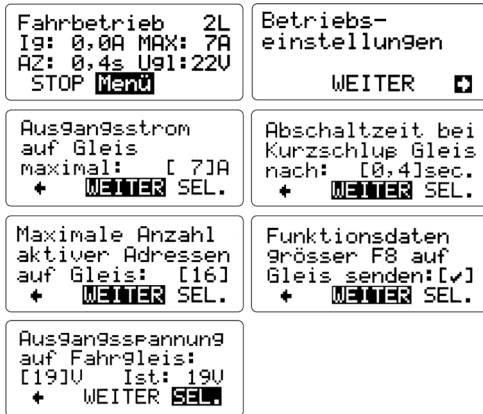 Fahrbetrieb 2L
Ig: 0,0A MAX: 7A
AZ: 0,4s Ugl:22V
STOP Menü
Betriebs-
einstellungen
WEITER →
Ausgangsstrom
auf Gleis
maximal: [ 7]A
← WEITER SEL.
Abschaltzeit bei
Kurzschluß Gleis
nach: [0,4]sec.
← WEITER SEL.
Maximale Anzahl
aktiver Adressen
auf Gleis: [16]
← WEITER SEL.
Funktionsdaten
grösser F8 auf
Gleis senden:[✓]
← WEITER SEL.
Ausgangsspannung
auf Fahrgleis:
[19]V Ist: 19V
← WEITER SEL.